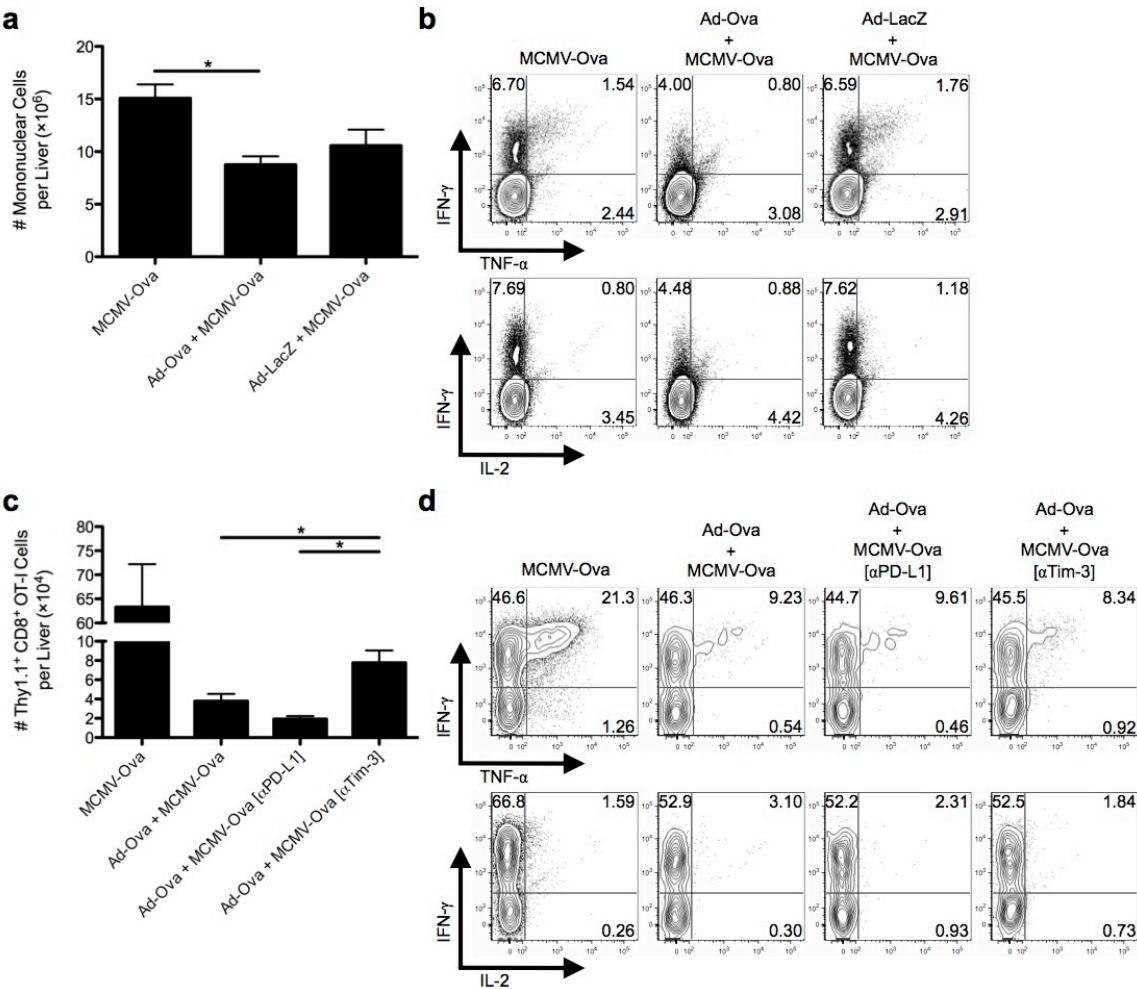 a
# Mononuclear Cells
per Liver (×10⁶)
20
15
10
5
0
*
MCMV-Ova
Ad-Ova + MCMV-Ova
Ad-LacZ + MCMV-Ova
b
MCMV-Ova
Ad-Ova
+
MCMV-Ova
Ad-LacZ
+
MCMV-Ova
6.70 1.54
2.44
4.00 0.80
3.08
6.59 1.76
2.91
IFN-γ
TNF-α
7.69 0.80
3.45
4.48 0.88
4.42
7.62 1.18
4.26
IFN-γ
IL-2
c
# Thy1.1⁺ CD8⁺ OT-I Cells
per Liver (×10⁴)
80
75
70
65
60
10
8
6
4
2
0
*
*
MCMV-Ova
Ad-Ova + MCMV-Ova
Ad-Ova + MCMV-Ova [αPD-L1]
Ad-Ova + MCMV-Ova [αTim-3]
d
MCMV-Ova
Ad-Ova
+
MCMV-Ova
Ad-Ova
+
MCMV-Ova
[αPD-L1]
Ad-Ova
+
MCMV-Ova
[αTim-3]
46.6 21.3
1.26
46.3 9.23
0.54
44.7 9.61
0.46
45.5 8.34
0.92
IFN-γ
TNF-α
66.8 1.59
0.26
52.9 3.10
0.30
52.2 2.31
0.93
52.5 1.84
0.73
IFN-γ
IL-2